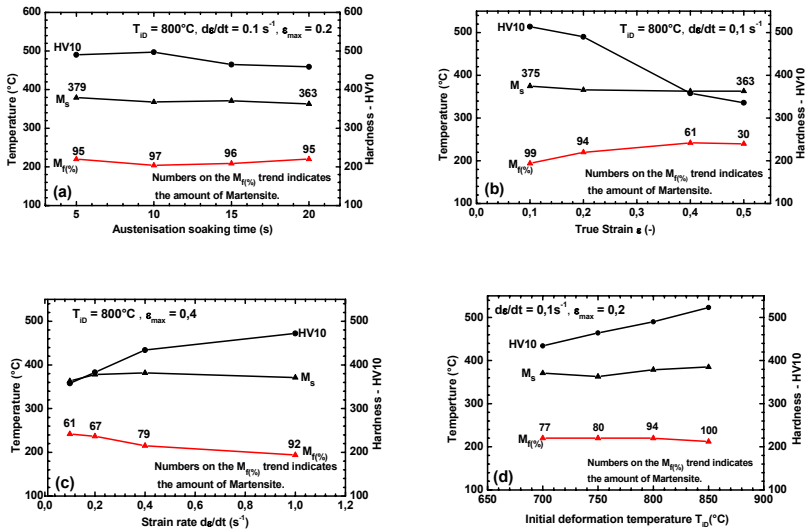 T_iD = 800°C, dε/dt = 0.1 s⁻¹, ε_max = 0.2
600 600
500 500
400 400
300 300
200 200
100 100
HV10
379 363
M_s
95 97 96 95
M_f(%)
(a)
Numbers on the M_f(%) trend indicates
the amount of Martensite.
5 10 15 20
Austenisation soaking time (s)
Temperature (°C)
Hardness - HV10
T_iD = 800°C, dε/dt = 0,1 s⁻¹
500 500
400 400
300 300
200 200
100 100
HV10
375 363
M_s
99 94 61 30
M_f(%)
(b)
Numbers on the M_f(%) trend indicates
the amount of Martensite.
0,0 0,1 0,2 0,3 0,4 0,5
True Strain ε (-)
Temperature (°C)
Hardness - HV10
T_iD = 800°C , ε_max = 0,4
500 500
400 400
300 300
200 200
100 100
HV10
M_s
61 67 79 92
M_f(%)
(c)
Numbers on the M_f(%) trend indicates
the amount of Martensite.
0,0 0,2 0,4 0,6 0,8 1,0 1,2
Strain rate dε/dt (s⁻¹)
Temperature (°C)
Hardness - HV10
dε/dt = 0,1s⁻¹, ε_max = 0,2
500 500
400 400
300 300
200 200
100 100
HV10
M_s
77 80 94 100
M_f(%)
(d)
Numbers on the M_f(%) trend indicates
the amount of Martensite.
650 700 750 800 850 900
Initial deformation temperature T_iD(°C)
Temperture (°C)
Hardness - HV10